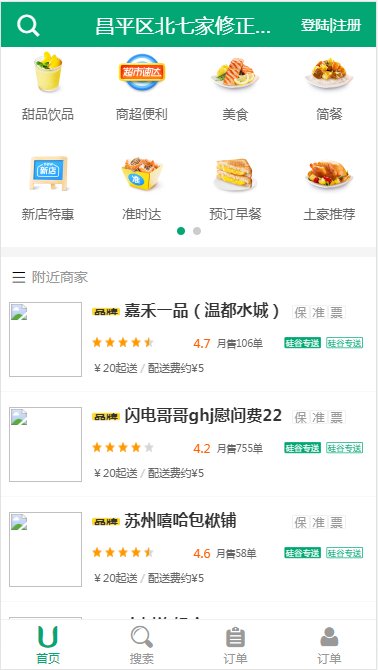 昌平区北七家修正... 登陆|注册
超市速达
甜品饮品 商超便利 美食 简餐
新店
准
新店特惠 准时达 预订早餐 土豪推荐
附近商家
品牌 嘉禾一品（温都水城） 保 准 票
4.7 月售106单 硅谷专送 硅谷专送
￥20起送 / 配送费约¥5
品牌 闪电哥哥ghj慰问费22 保 准 票
4.2 月售755单 硅谷专送 硅谷专送
￥20起送 / 配送费约¥5
品牌 苏州嘻哈包袱铺 保 准 票
4.6 月售58单 硅谷专送 硅谷专送
￥20起送 / 配送费约¥5
首页 搜索 订单 订单